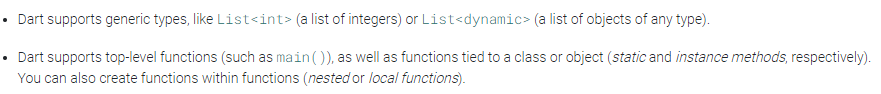 • Dart supports generic types, like List<int> (a list of integers) or List<dynamic> (a list of objects of any type).
• Dart supports top-level functions (such as main()), as well as functions tied to a class or object (static and instance methods, respectively).
You can also create functions within functions (nested or local functions).